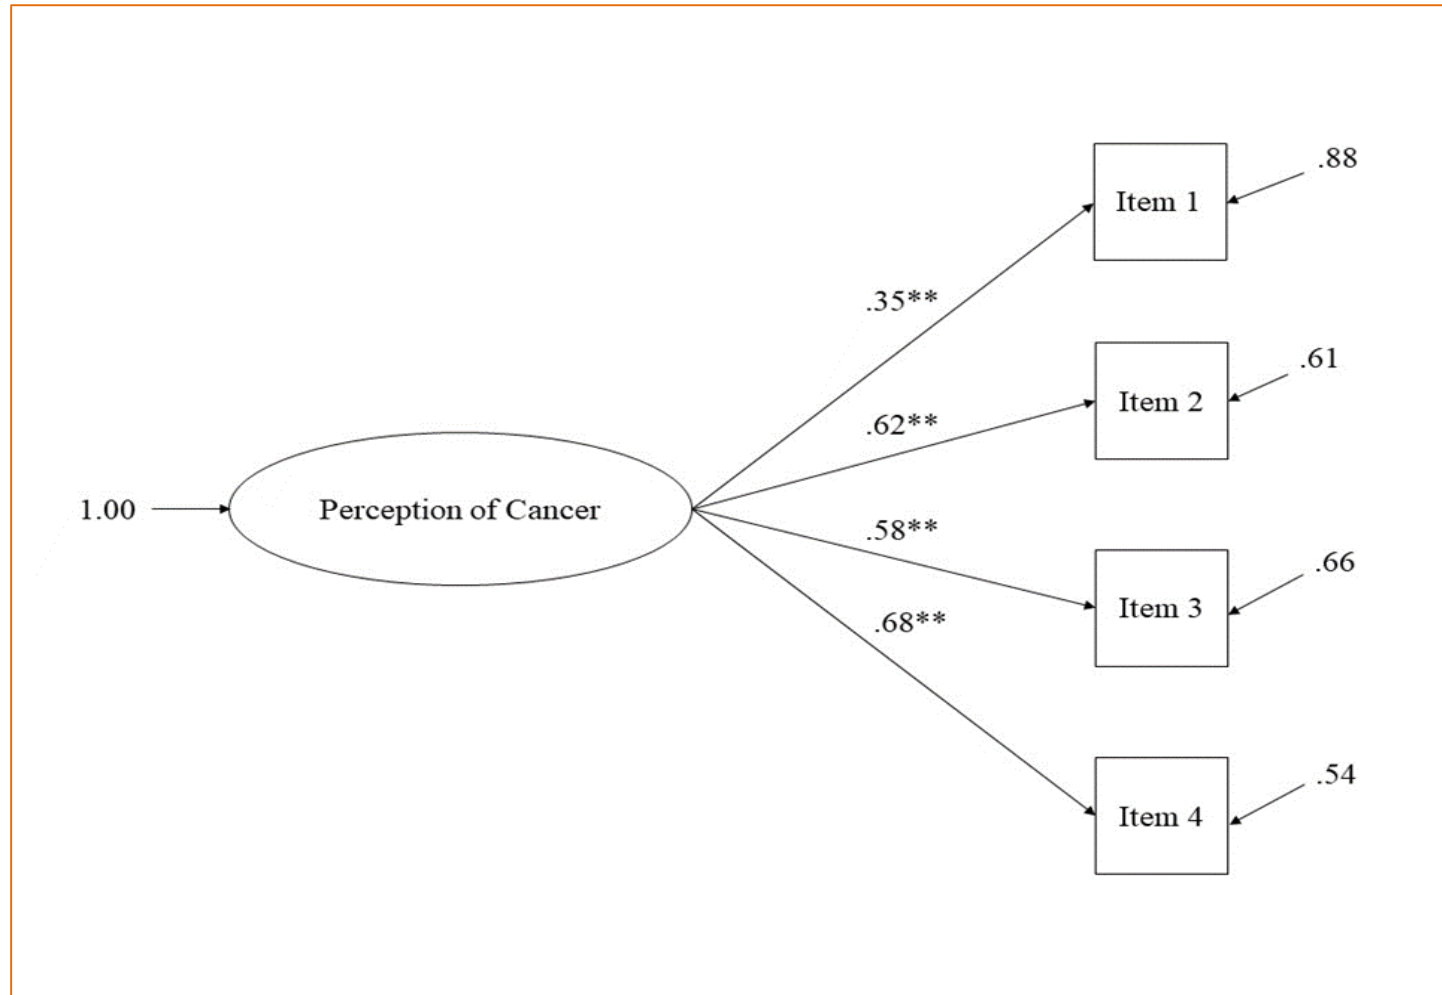 .88
Item 1
.35**
.61
Item 2
.62**
1.00
Perception of Cancer
.58**
.66
Item 3
.68**
.54
Item 4